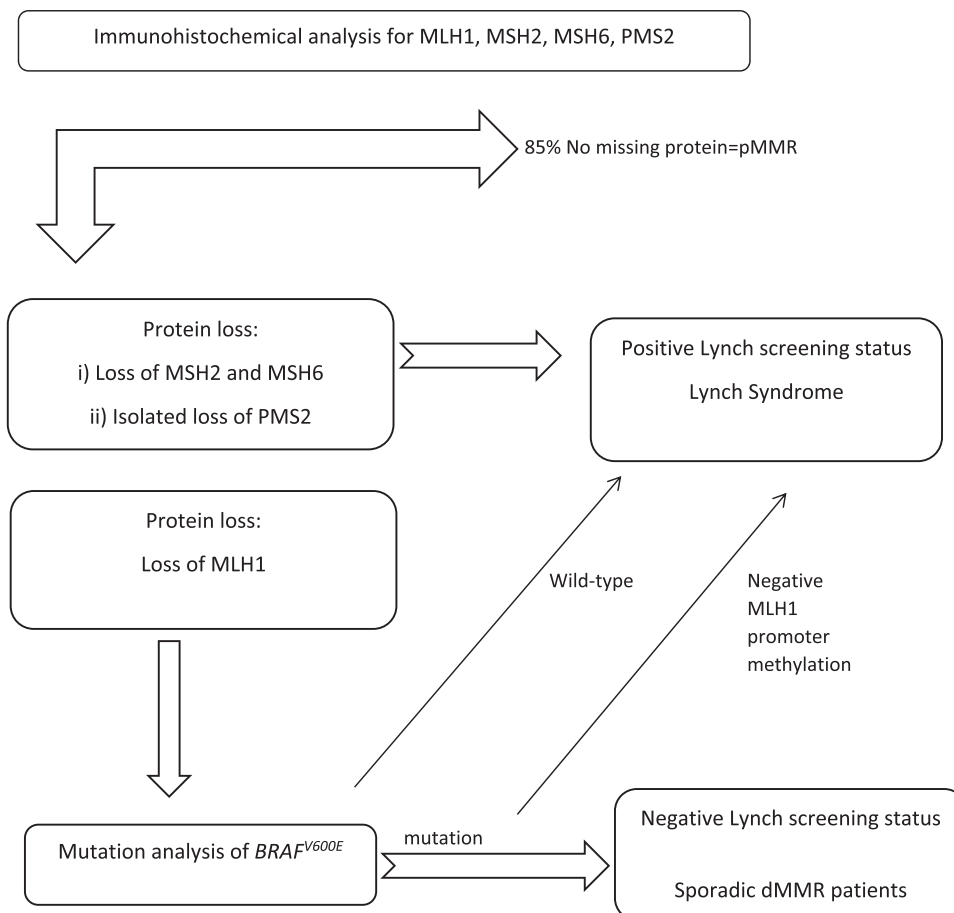 Immunohistochemical analysis for MLH1, MSH2, MSH6, PMS2
85% No missing protein=pMMR
Protein loss:
i) Loss of MSH2 and MSH6
ii) Isolated loss of PMS2
Positive Lynch screening status
Lynch Syndrome
Protein loss:
Loss of MLH1
Wild-type
Negative
MLH1
promoter
methylation
Mutation analysis of BRAF^V600E
mutation
Negative Lynch screening status
Sporadic dMMR patients